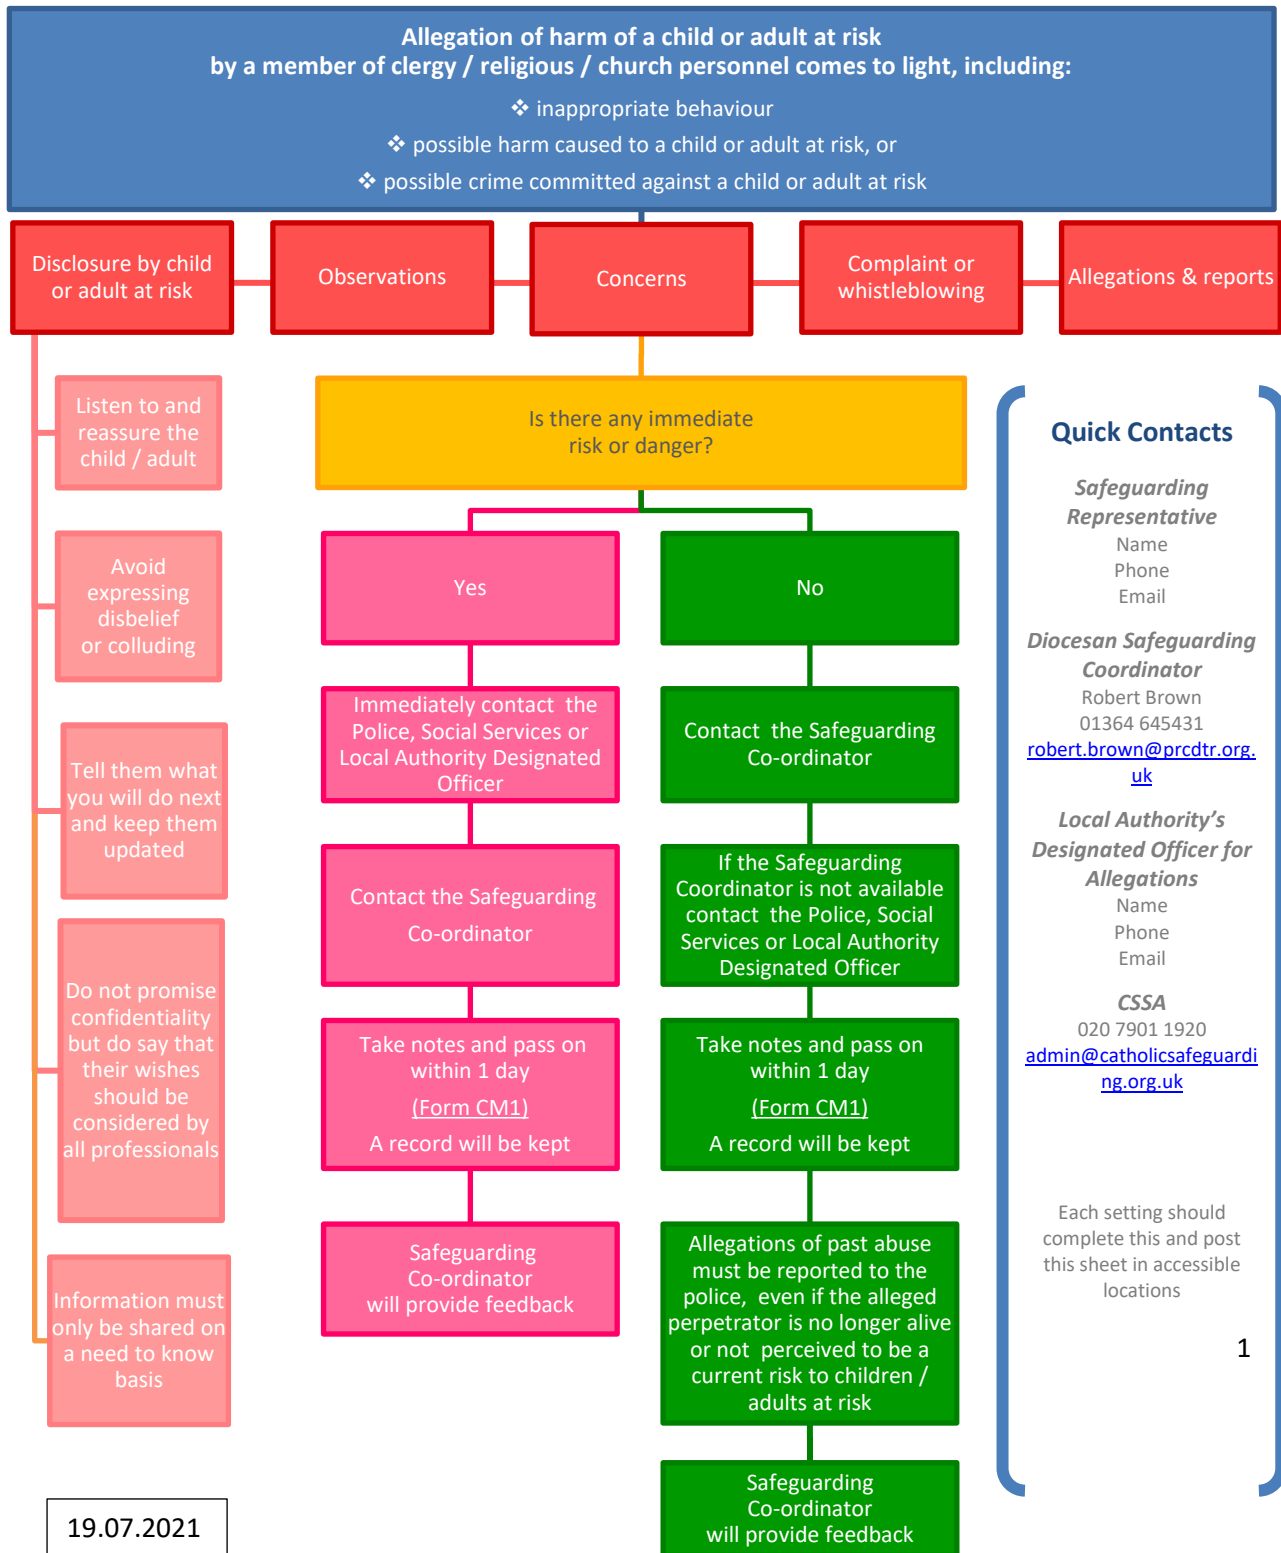 Allegation of harm of a child or adult at risk
by a member of clergy / religious / church personnel comes to light, including:
❖ inappropriate behaviour
❖ possible harm caused to a child or adult at risk, or
❖ possible crime committed against a child or adult at risk
Disclosure by child
or adult at risk
Observations
Concerns
Complaint or
whistleblowing
Allegations & reports
Listen to and
reassure the
child / adult
Avoid
expressing
disbelief
or colluding
Tell them what
you will do next
and keep them
updated
Do not promise
confidentiality
but do say that
their wishes
should be
considered by
all professionals
Information must
only be shared on
a need to know
basis
Is there any immediate
risk or danger?
Yes
Immediately contact  the
Police, Social Services or
Local Authority Designated
Officer
Contact the Safeguarding
Co-ordinator
Take notes and pass on
within 1 day
(Form CM1)
A record will be kept
Safeguarding
Co-ordinator
will provide feedback
No
Contact  the Safeguarding
Co-ordinator
If the Safeguarding
Coordinator is not available
contact  the Police, Social
Services or Local Authority
Designated Officer
Take notes and pass on
within 1 day
(Form CM1)
A record will be kept
Allegations of past abuse
must be reported to the
police,  even if the alleged
perpetrator is no longer alive
or not  perceived to be a
current risk to children /
adults at risk
Safeguarding
Co-ordinator
will provide feedback
Quick Contacts
Safeguarding
Representative
Name
Phone
Email
Diocesan Safeguarding
Coordinator
Robert Brown
01364 645431
robert.brown@prcdtr.org.
uk
Local Authority's
Designated Officer for
Allegations
Name
Phone
Email
CSSA
020 7901 1920
admin@catholicsafeguardi
ng.org.uk
Each setting should
complete this and post
this sheet in accessible
locations
1
19.07.2021